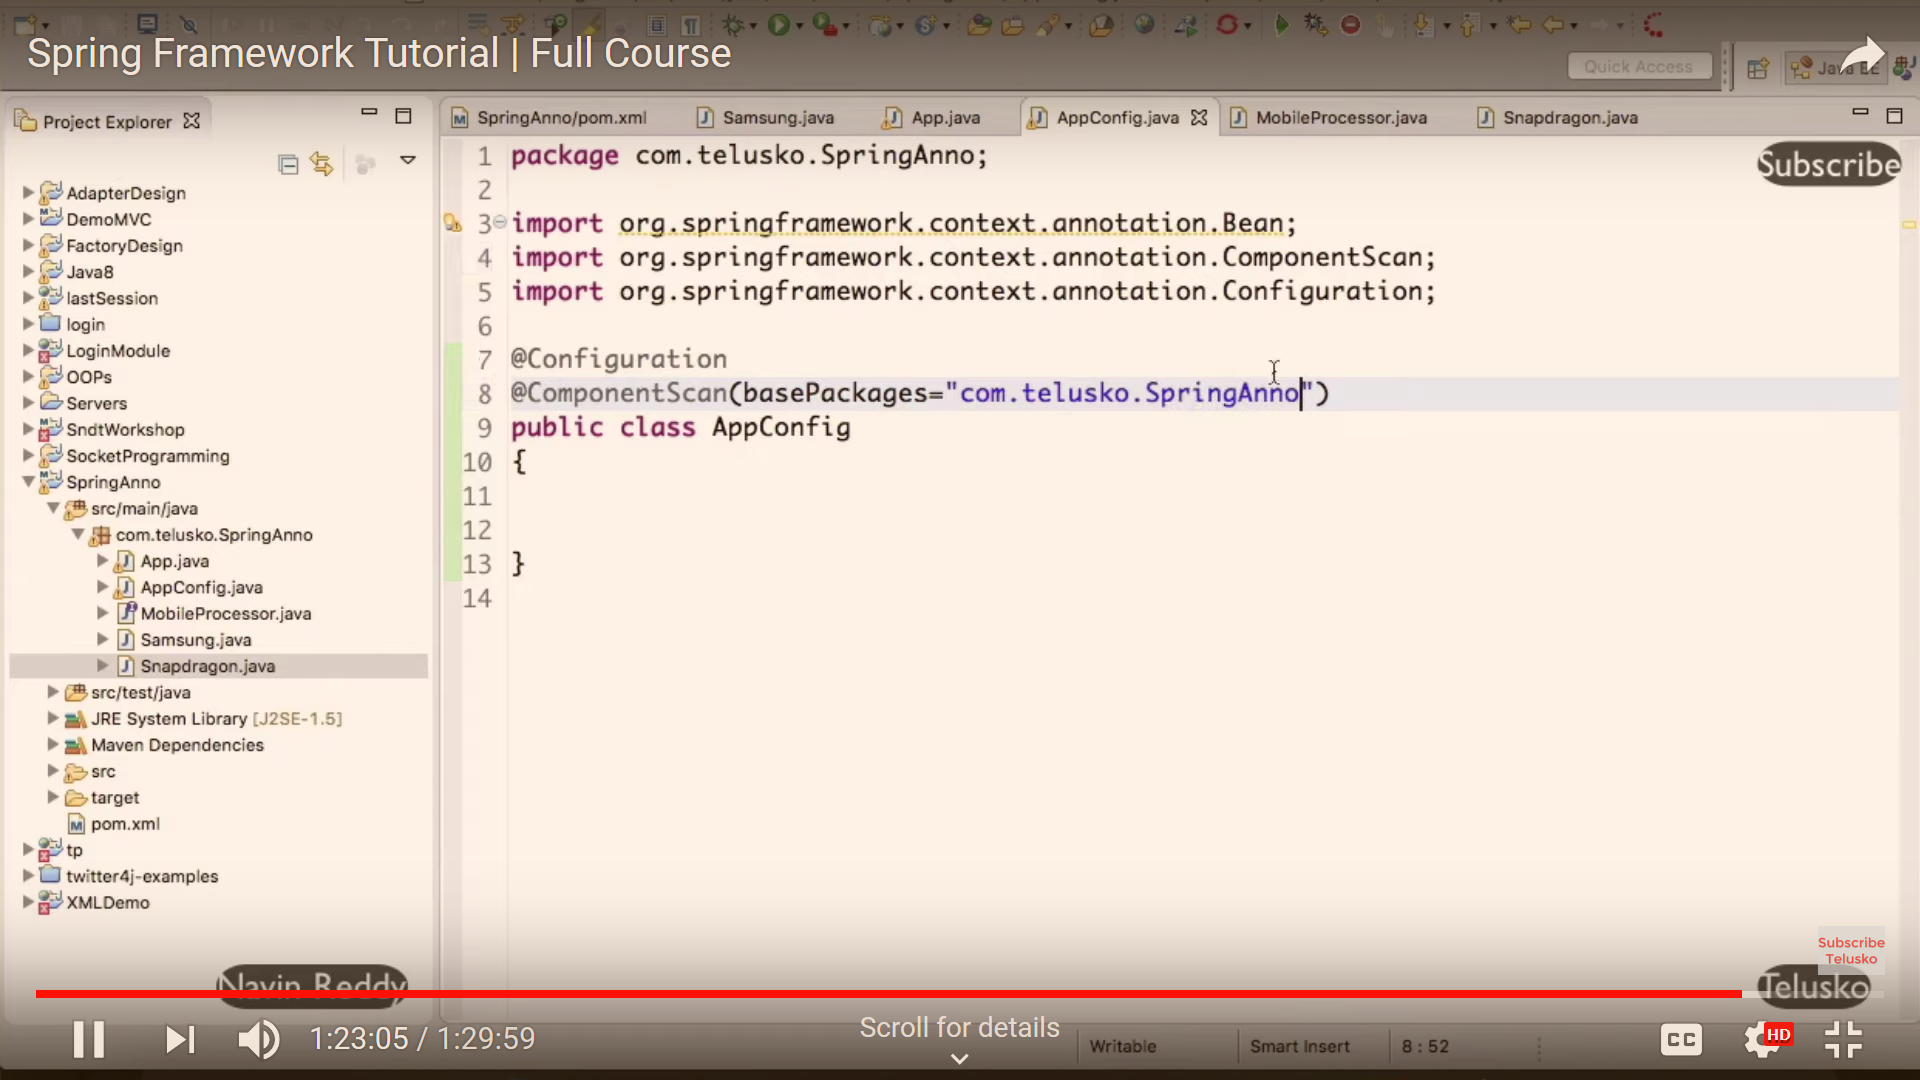 Spring Framework Tutorial | Full Course
Quick Access
Java EE
Project Explorer
SpringAnno/pom.xml
Samsung.java
App.java
AppConfig.java
MobileProcessor.java
Snapdragon.java
Subscribe
AdapterDesign
DemoMVC
FactoryDesign
Java8
lastSession
login
LoginModule
OOPs
Servers
SndtWorkshop
SocketProgramming
SpringAnno
src/main/java
com.telusko.SpringAnno
App.java
AppConfig.java
MobileProcessor.java
Samsung.java
Snapdragon.java
src/test/java
JRE System Library [J2SE-1.5]
Maven Dependencies
src
target
pom.xml
tp
twitter4j-examples
XMLDemo
1 package com.telusko.SpringAnno;
2
3 import org.springframework.context.annotation.Bean;
4 import org.springframework.context.annotation.ComponentScan;
5 import org.springframework.context.annotation.Configuration;
6
7 @Configuration
8 @ComponentScan(basePackages="com.telusko.SpringAnno")
9 public class AppConfig
10 {
11
12
13 }
14
Subscribe
Telusko
Navin Reddy
Telusko
1:23:05 / 1:29:59
Scroll for details
Writable
Smart Insert
8 : 52
CC
HD